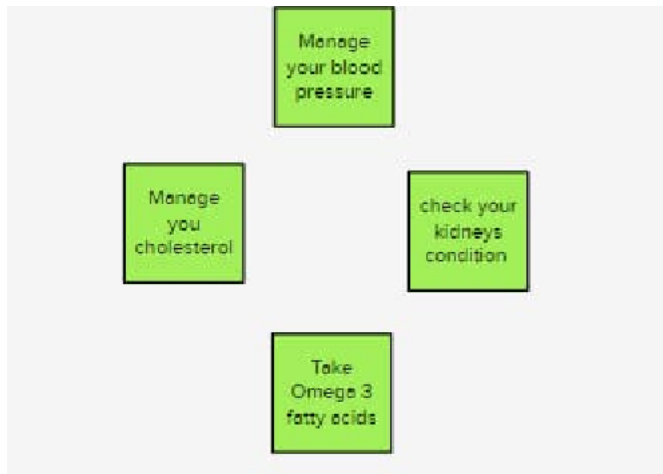 Manage
your blood
pressure
Manage
you
cholesterol
check your
kidneys
condition
Take
Omega 3
fatty acids